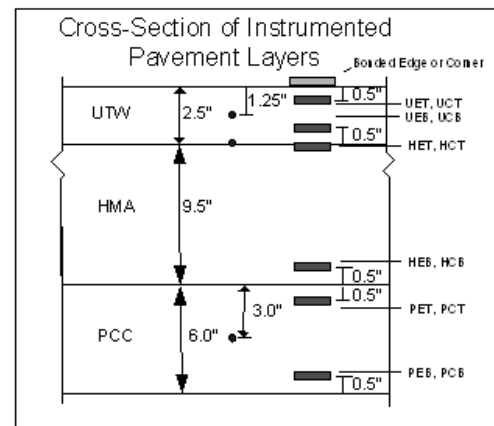 Cross-Section of Instrumented
Pavement Layers
Bonded Edge or Corner
1.25"
0.5"
UET, UCT
UTW
2.5"
UEB, UCB
0.5"
HET, HCT
HMA
9.5"
HEB, HCB
0.5"
0.5"
3.0"
PET, PCT
PCC
6.0"
PEB, PCB
0.5"